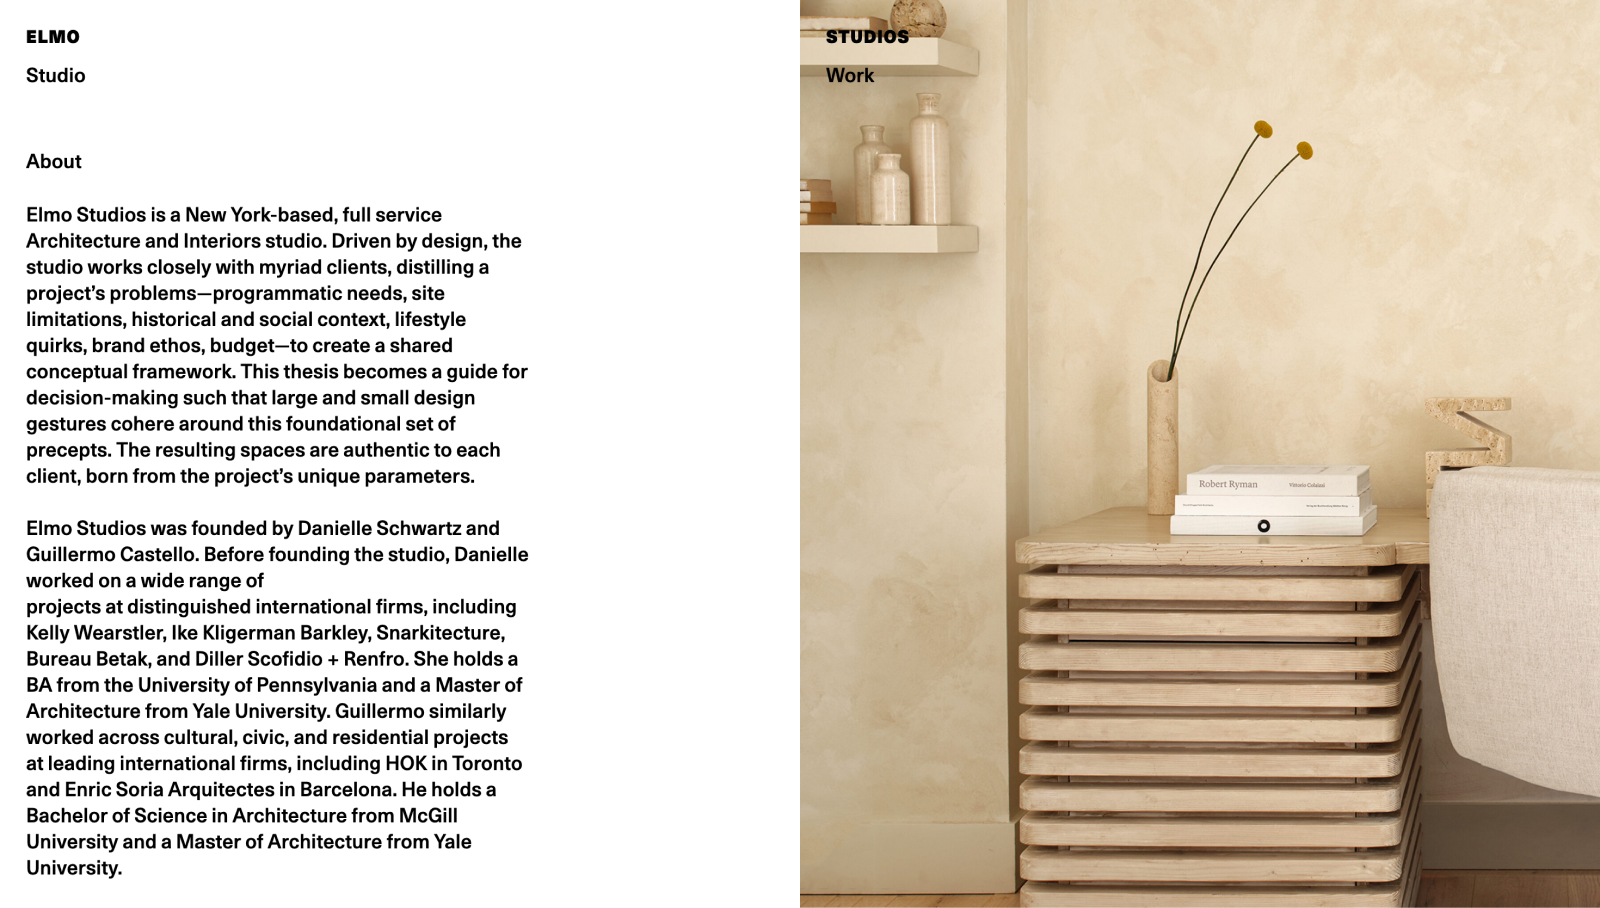 ELMO
STUDIOS
Studio
Work
About
Elmo Studios is a New York-based, full service
Architecture and Interiors studio. Driven by design, the
studio works closely with myriad clients, distilling a
project’s problems—programmatic needs, site
limitations, historical and social context, lifestyle
quirks, brand ethos, budget—to create a shared
conceptual framework. This thesis becomes a guide for
decision-making such that large and small design
gestures cohere around this foundational set of
precepts. The resulting spaces are authentic to each
client, born from the project’s unique parameters.
Elmo Studios was founded by Danielle Schwartz and
Guillermo Castello. Before founding the studio, Danielle
worked on a wide range of
projects at distinguished international firms, including
Kelly Wearstler, Ike Kligerman Barkley, Snarkitecture,
Bureau Betak, and Diller Scofidio + Renfro. She holds a
BA from the University of Pennsylvania and a Master of
Architecture from Yale University. Guillermo similarly
worked across cultural, civic, and residential projects
at leading international firms, including HOK in Toronto
and Enric Soria Arquitectes in Barcelona. He holds a
Bachelor of Science in Architecture from McGill
University and a Master of Architecture from Yale
University.
Robert Ryman